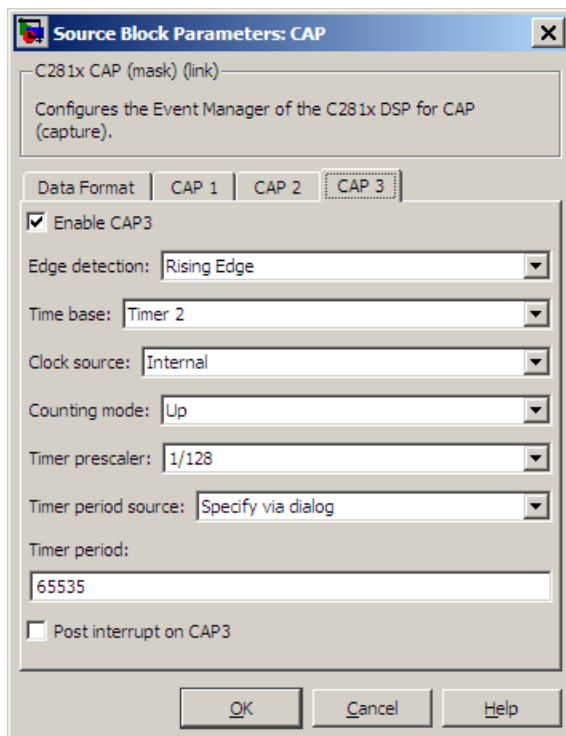 Source Block Parameters: CAP
C281x CAP (mask) (link)
Configures the Event Manager of the C281x DSP for CAP
(capture).
Data Format CAP 1 CAP 2 CAP 3
Enable CAP3
Edge detection: Rising Edge
Time base: Timer 2
Clock source: Internal
Counting mode: Up
Timer prescaler: 1/128
Timer period source: Specify via dialog
Timer period:
65535
Post interrupt on CAP3
OK Cancel Help